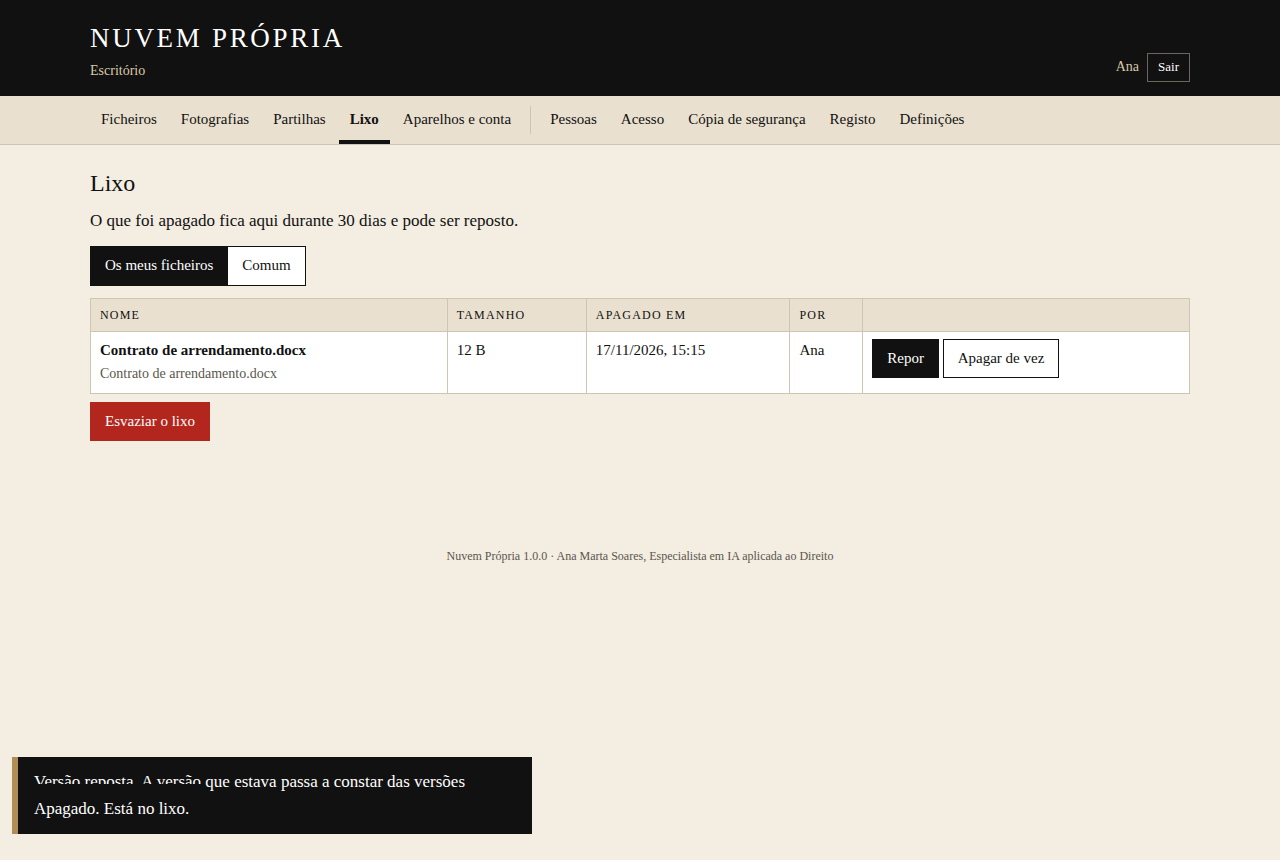 NUVEM PRÓPRIA
Escritório
Ana Sair
Ficheiros Fotografias Partilhas Lixo Aparelhos e conta Pessoas Acesso Cópia de segurança Registo Definições
Lixo
O que foi apagado fica aqui durante 30 dias e pode ser reposto.
Os meus ficheiros Comum
NOME TAMANHO APAGADO EM POR
Contrato de arrendamento.docx 12 B 17/11/2026, 15:15 Ana Repor Apagar de vez
Contrato de arrendamento.docx
Esvaziar o lixo
Nuvem Própria 1.0.0 · Ana Marta Soares, Especialista em IA aplicada ao Direito
Versão reposta. A versão que estava passa a constar das versões
Apagado. Está no lixo.